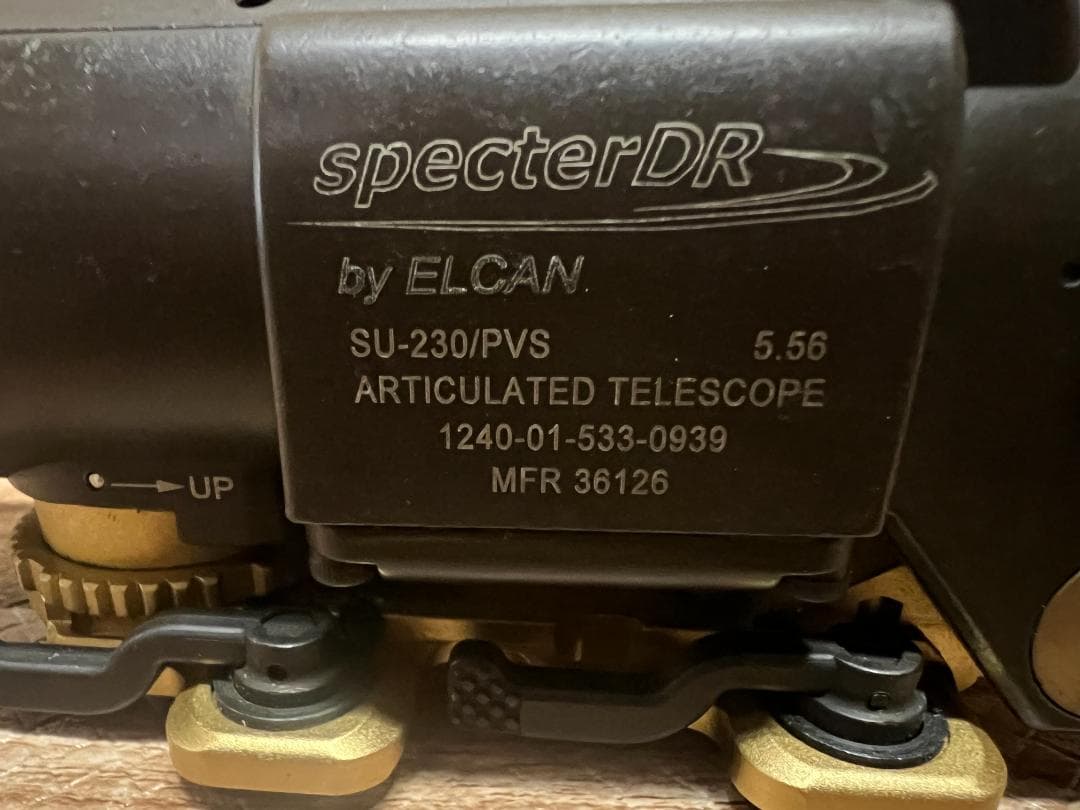 specterDR
by ELCAN
SU-230/PVS 5.56
ARTICULATED TELESCOPE
1240-01-533-0939
MFR 36126
UP